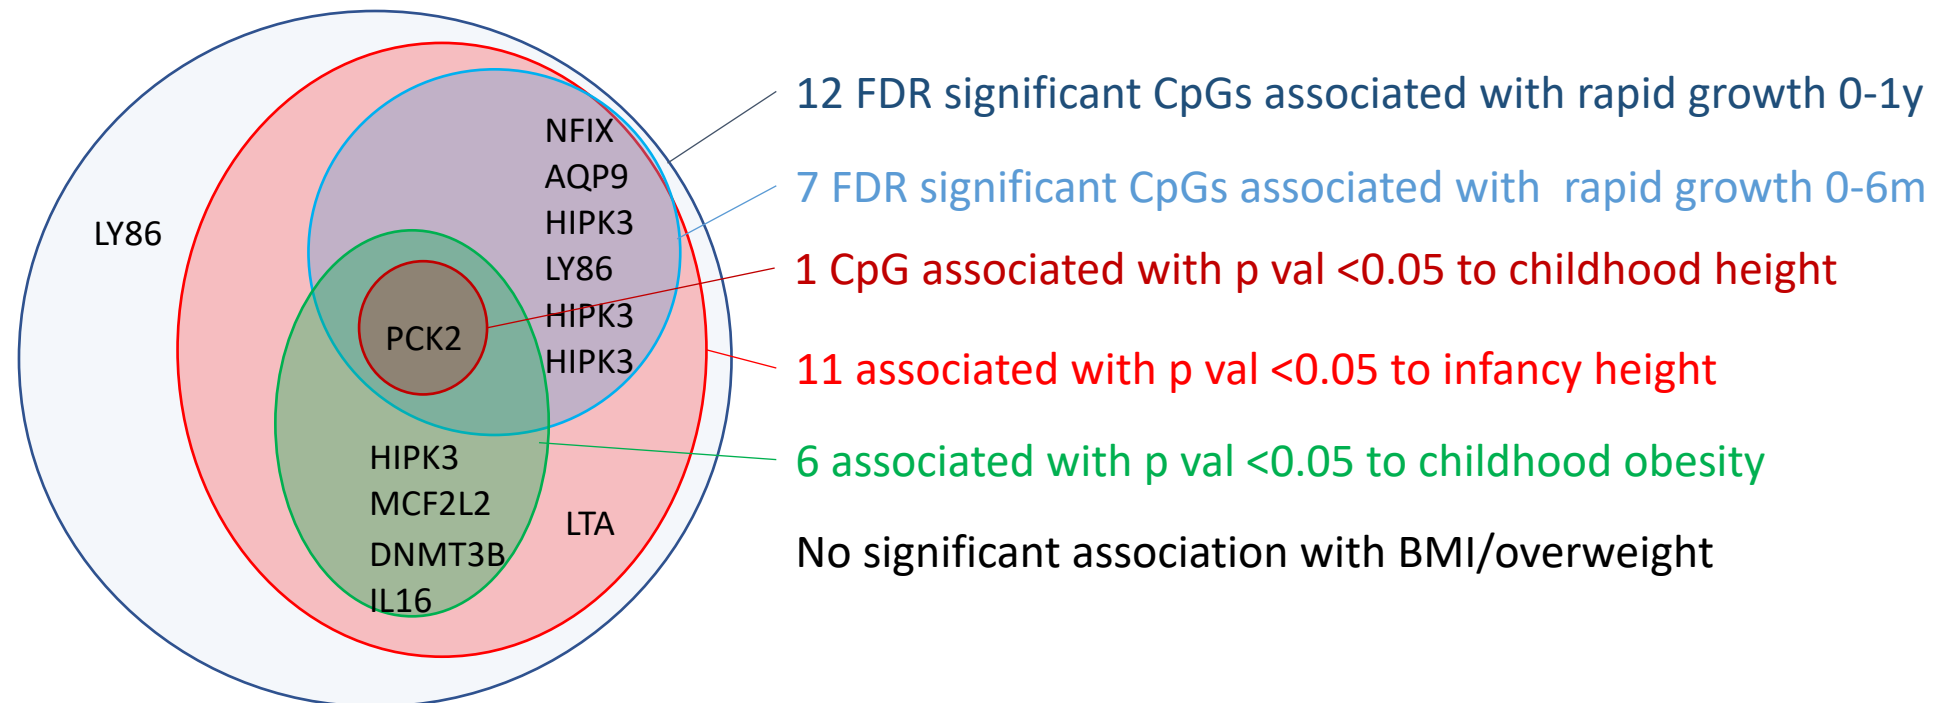 LY86
NFIX
AQP9
HIPK3
LY86
HIPK3
HIPK3
PCK2
HIPK3
MCF2L2
DNMT3B
IL16
LTA
12 FDR significant CpGs associated with rapid growth 0-1y
7 FDR significant CpGs associated with  rapid growth 0-6m
1 CpG associated with p val <0.05 to childhood height
11 associated with p val <0.05 to infancy height
6 associated with p val <0.05 to childhood obesity
No significant association with BMI/overweight